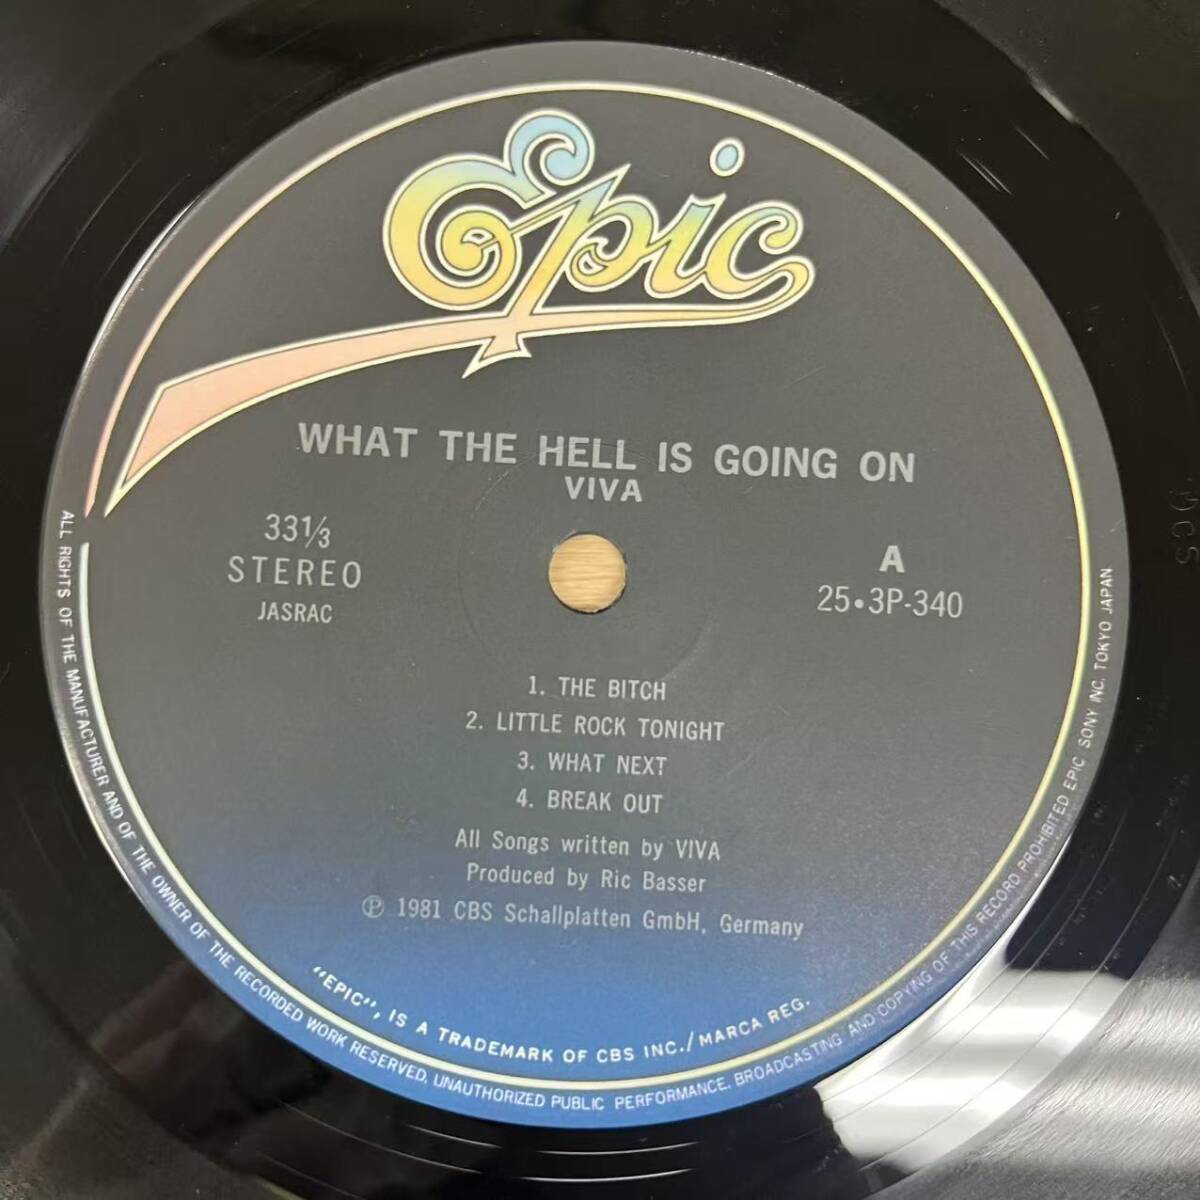 Epic
WHAT THE HELL IS GOING ON
VIVA
33⅓
STEREO
JASRAC
A
25•3P-340
1. THE BITCH
2. LITTLE ROCK TONIGHT
3. WHAT NEXT
4. BREAK OUT
All Songs written by VIVA
Produced by Ric Basser
℗ 1981 CBS Schallplatten GmbH, Germany
"EPIC", IS A TRADEMARK OF CBS INC./MARCA REG.
ALL RIGHTS OF THE MANUFACTURER AND OF THE OWNER OF THE RECORDED WORK RESERVED. UNAUTHORIZED PUBLIC PERFORMANCE, BROADCASTING AND COPYING OF THIS RECORD PROHIBITED EPIC SONY INC. TOKYO JAPAN